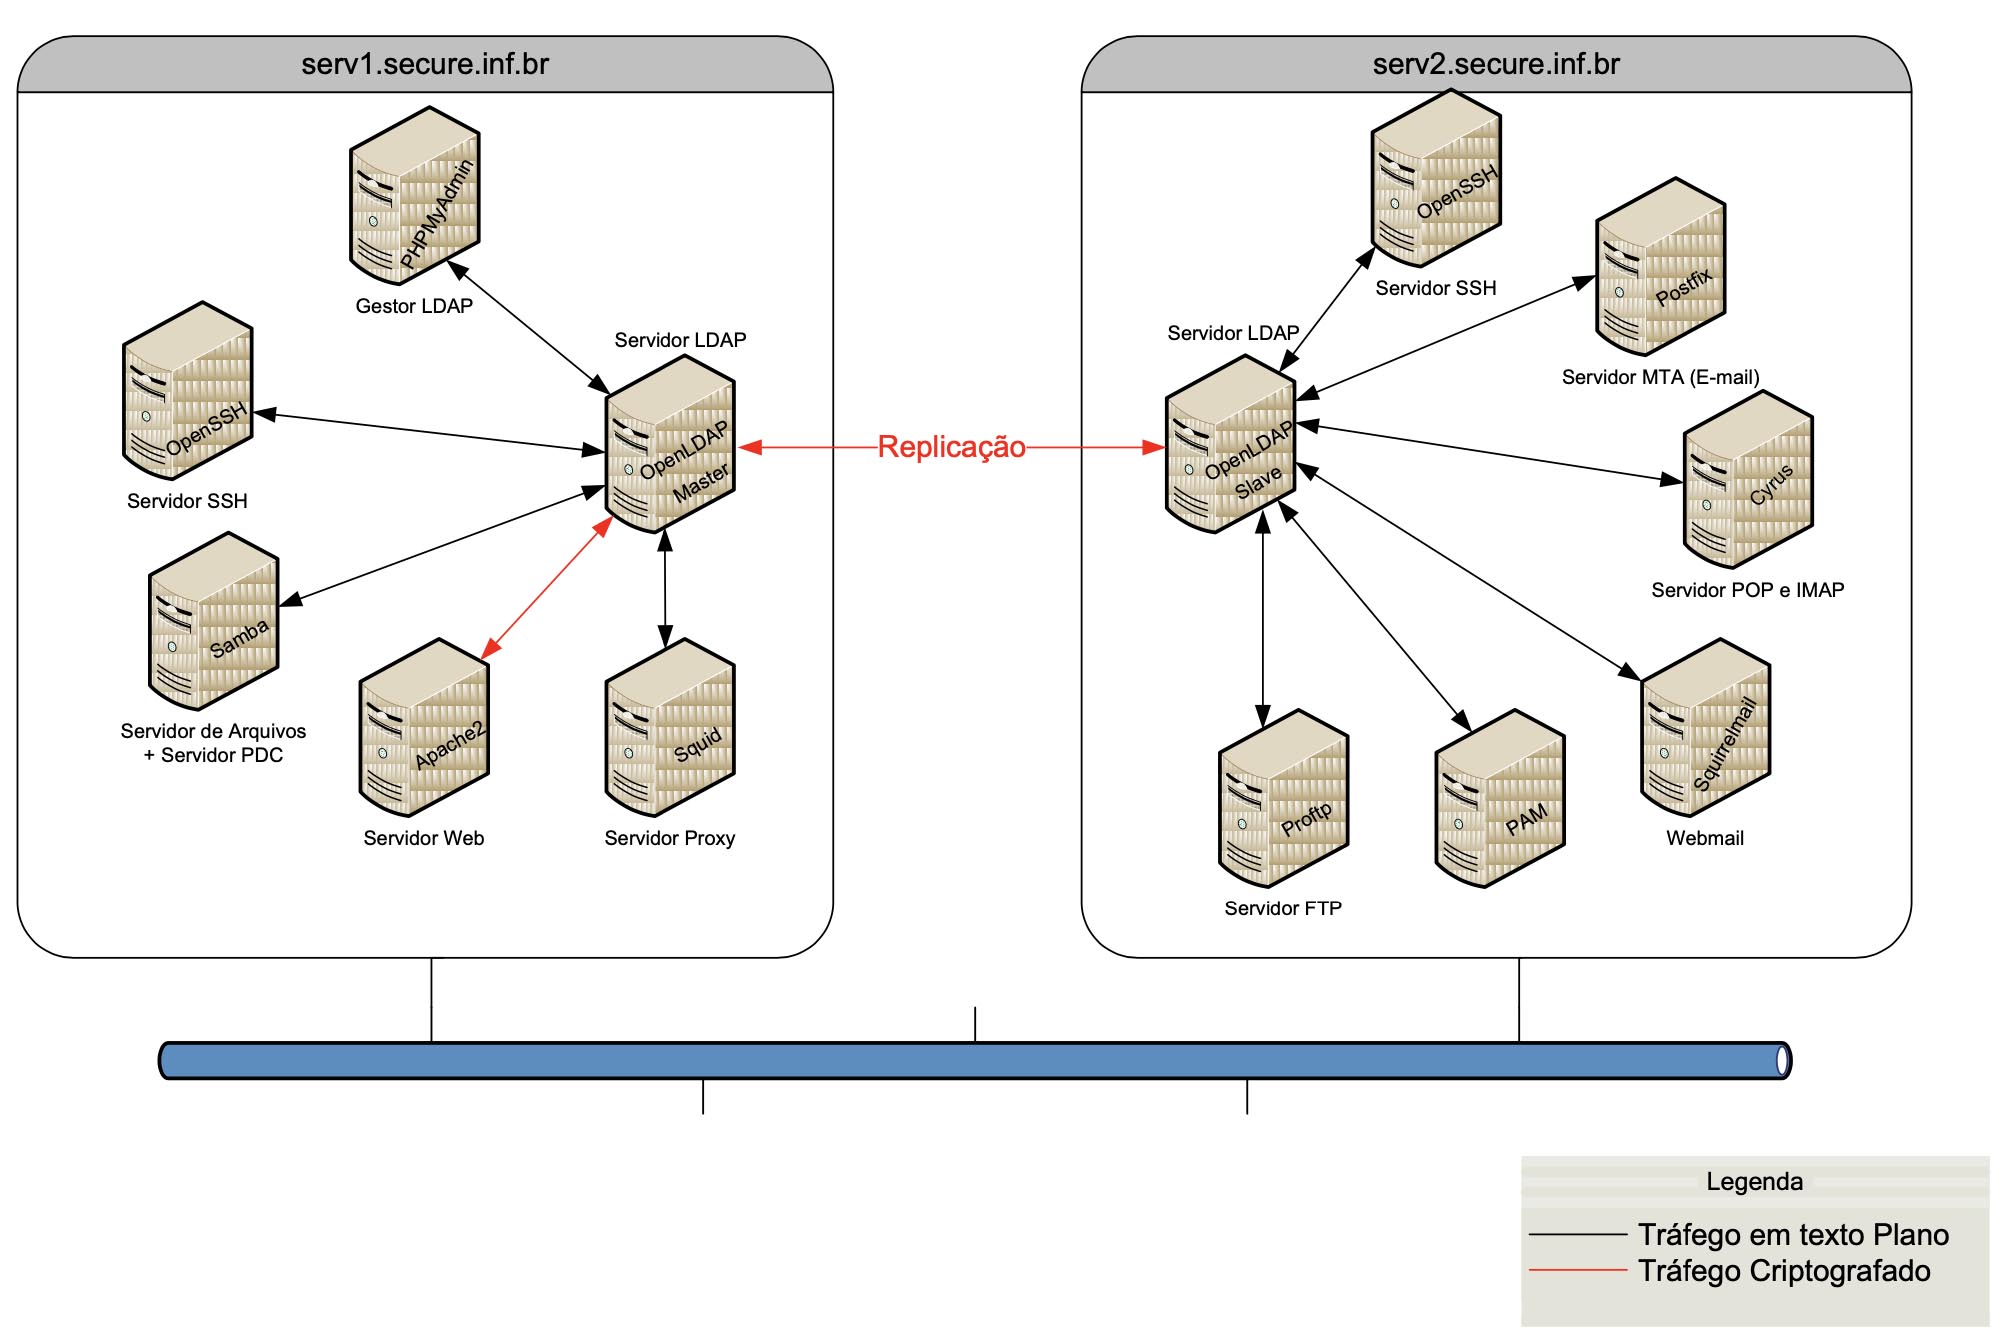 serv1.secure.inf.br
PHPMyAdmin
Gestor LDAP
OpenSSH
Servidor SSH
Servidor LDAP
OpenLDAP
Master
Samba
Servidor de Arquivos
+ Servidor PDC
Apache2
Servidor Web
Squid
Servidor Proxy
Replicação
serv2.secure.inf.br
OpenSSH
Servidor SSH
Postfix
Servidor MTA (E-mail)
Servidor LDAP
OpenLDAP
Slave
Cyrus
Servidor POP e IMAP
Squirrelmail
Webmail
Proftp
Servidor FTP
PAM
Legenda
Tráfego em texto Plano
Tráfego Criptografado